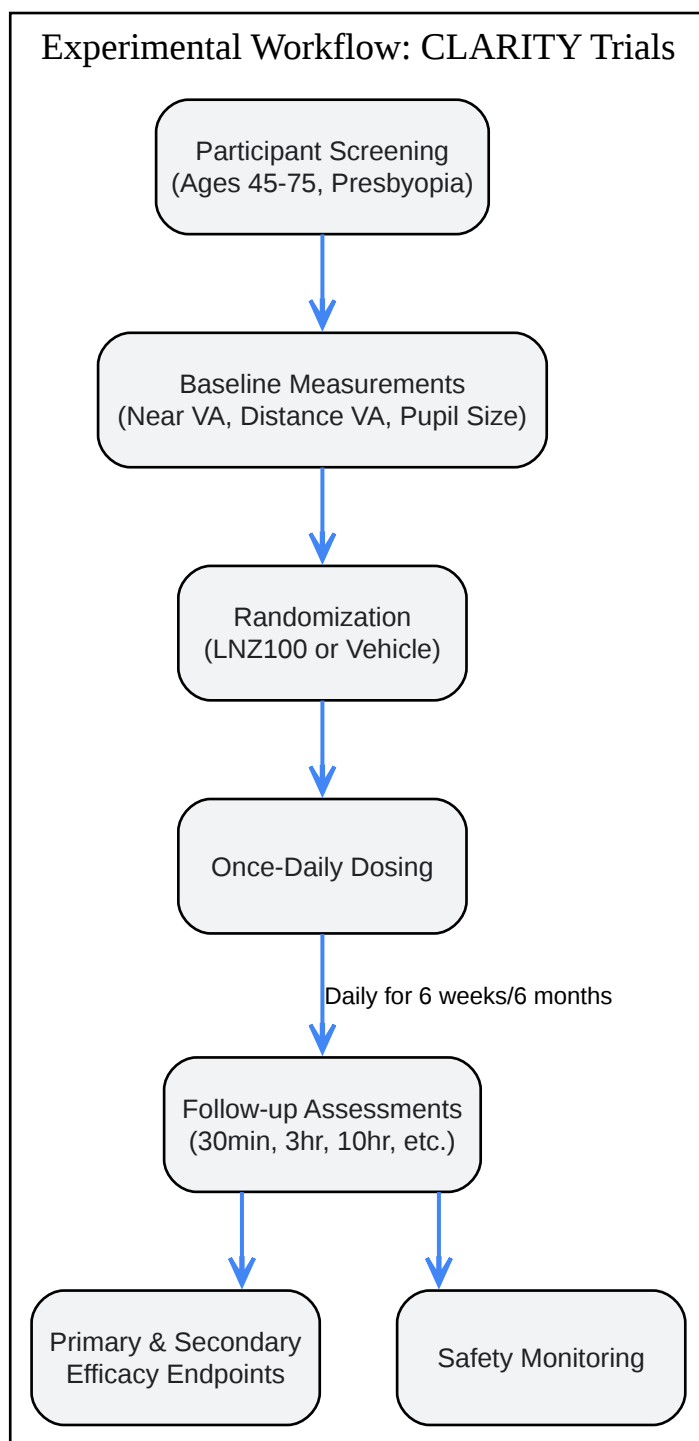 Experimental Workflow: CLARITY Trials
Participant Screening
(Ages 45-75, Presbyopia)
Baseline Measurements
(Near VA, Distance VA, Pupil Size)
Randomization
(LNZ100 or Vehicle)
Once-Daily Dosing
Daily for 6 weeks/6 months
Follow-up Assessments
(30min, 3hr, 10hr, etc.)
Primary & Secondary
Efficacy Endpoints
Safety Monitoring